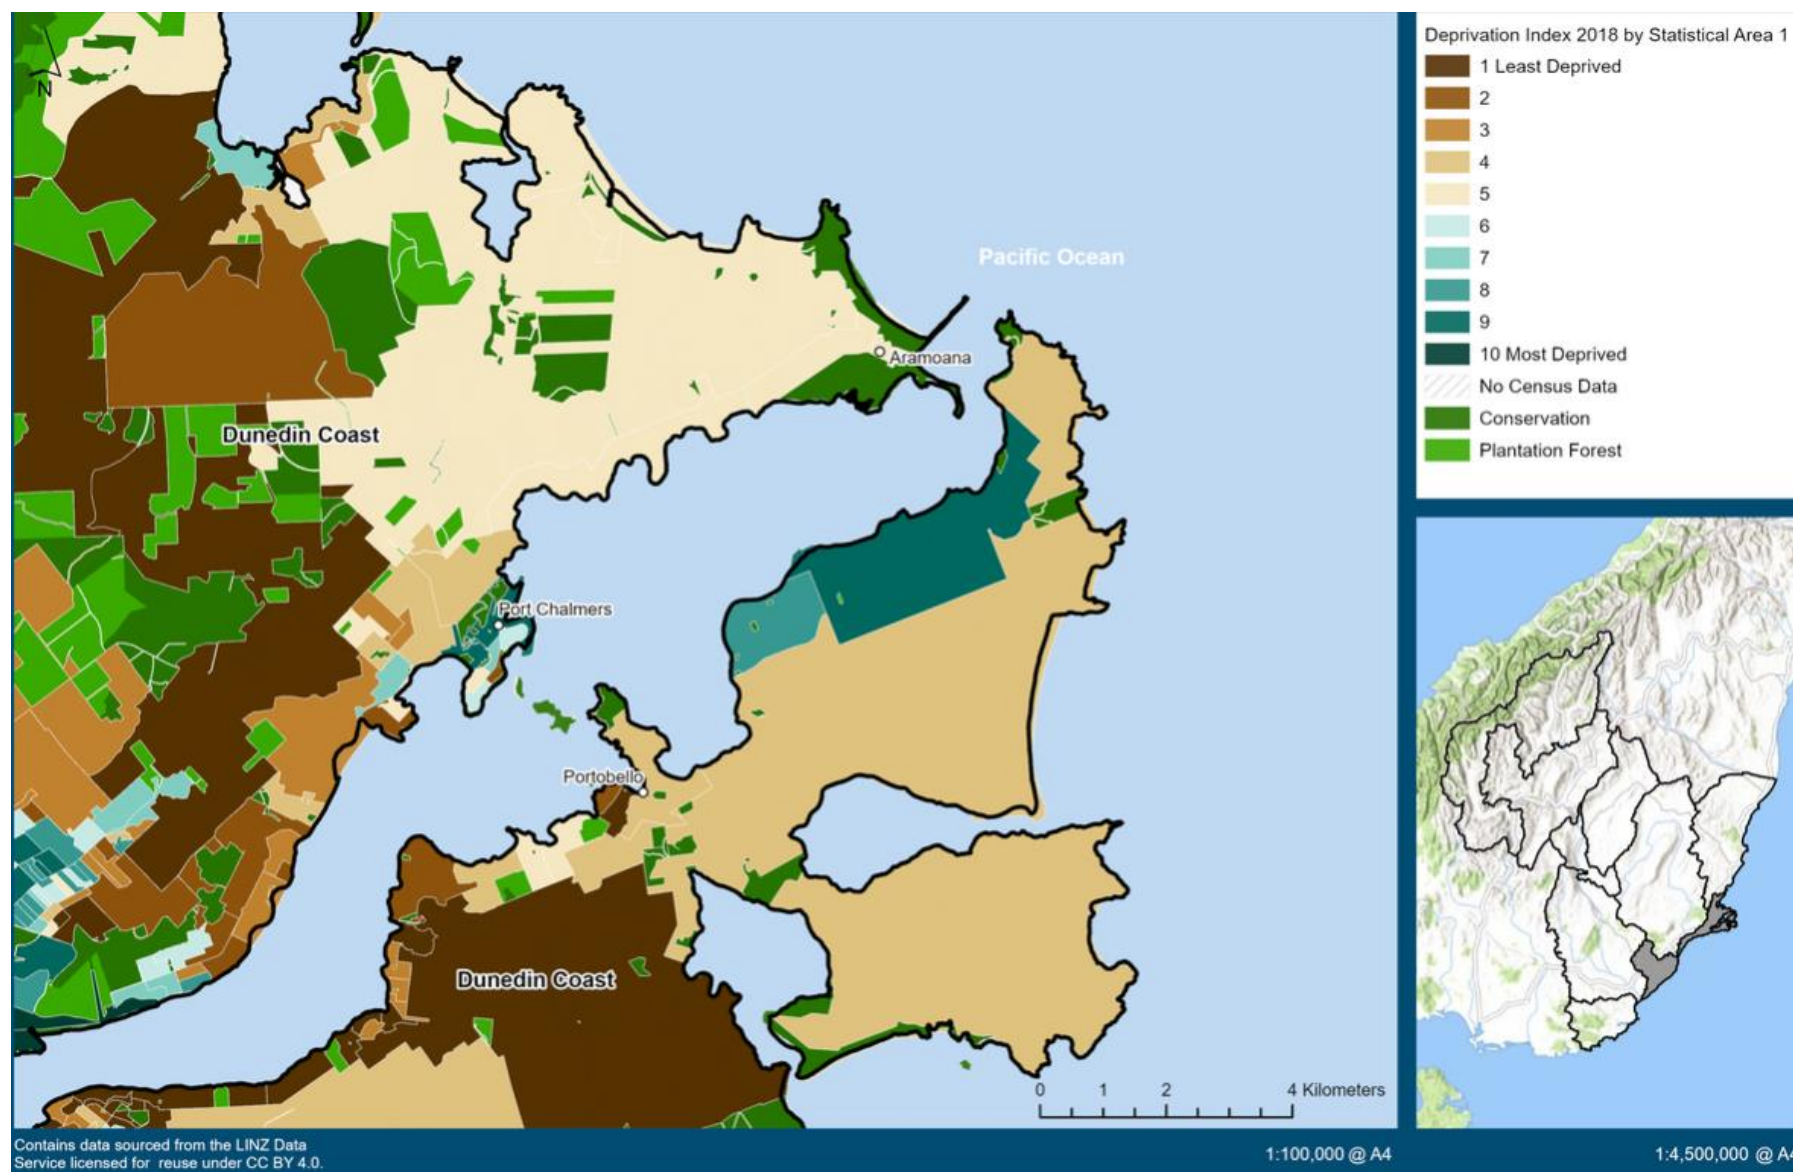 N
Pacific Ocean
Aramoana
Dunedin Coast
Port Chalmers
Portobello
Dunedin Coast
0 1 2 4 Kilometers
Contains data sourced from the LINZ Data
Service licensed for reuse under CC BY 4.0.
1:100,000 @ A4
Deprivation Index 2018 by Statistical Area 1
1 Least Deprived
2
3
4
5
6
7
8
9
10 Most Deprived
No Census Data
Conservation
Plantation Forest
1:4,500,000 @ A4